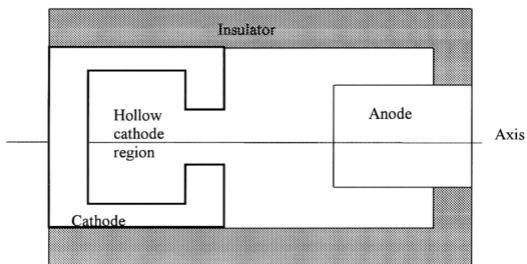 Insulator
Hollow
cathode
region
Anode
Axis
Cathode